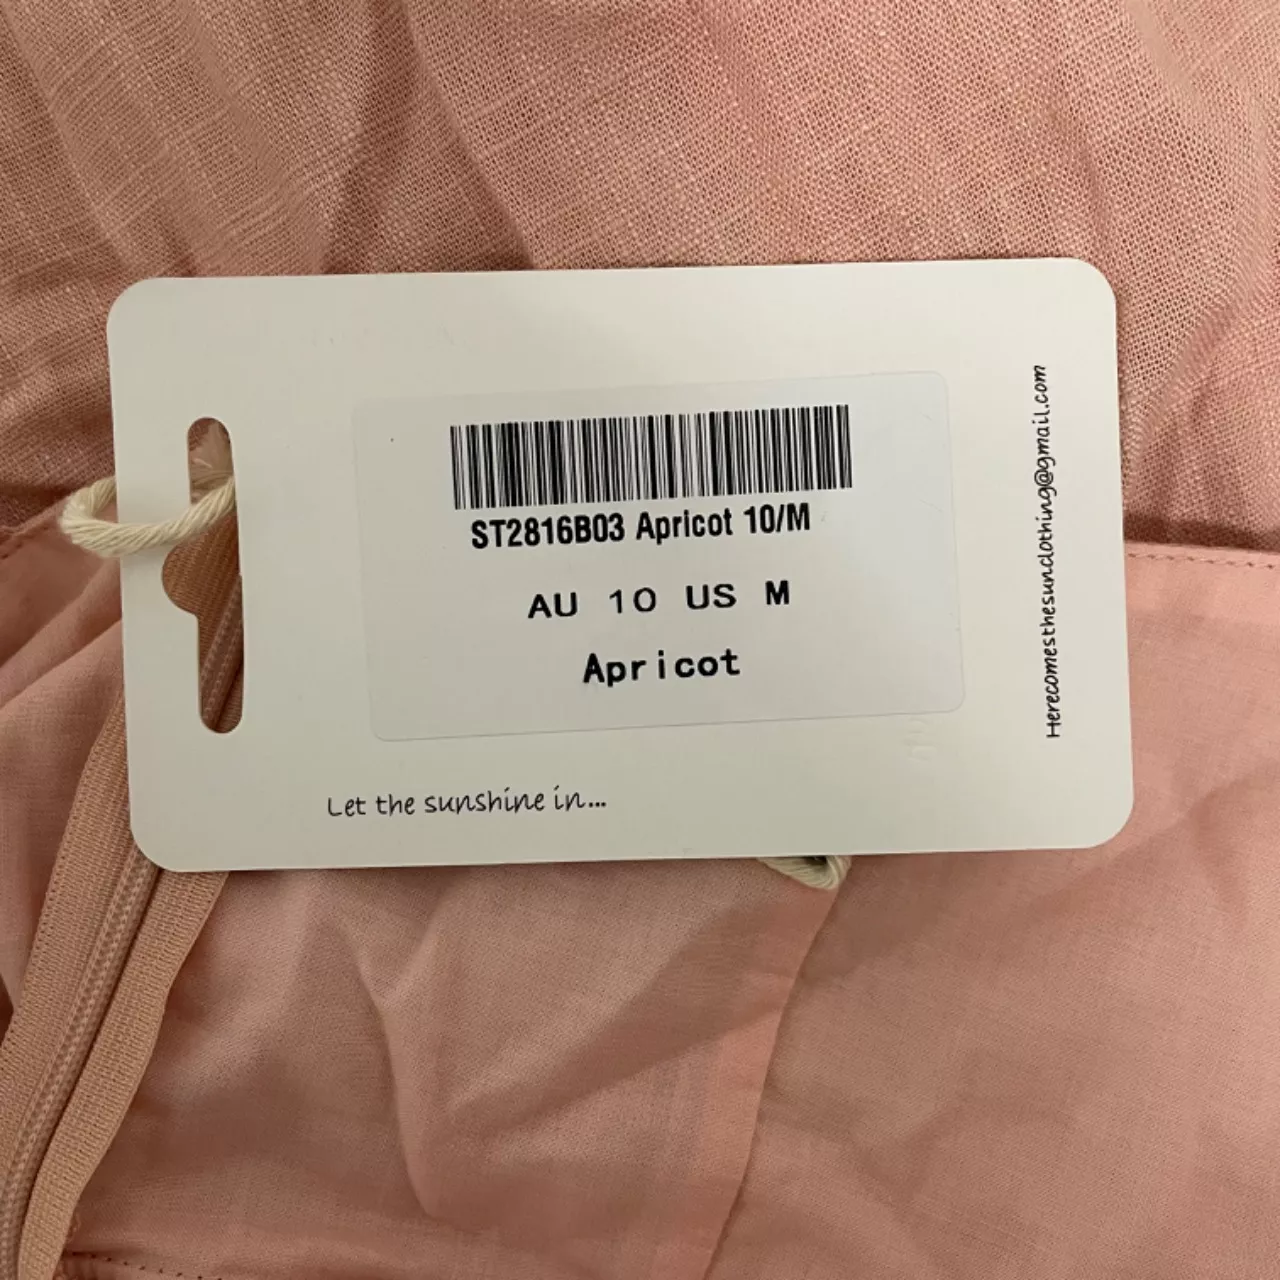 ST2816B03 Apricot 10/M
AU 10 US M
Apricot
Let the sunshine in...
Herecomesthesunclothing@gmail.com